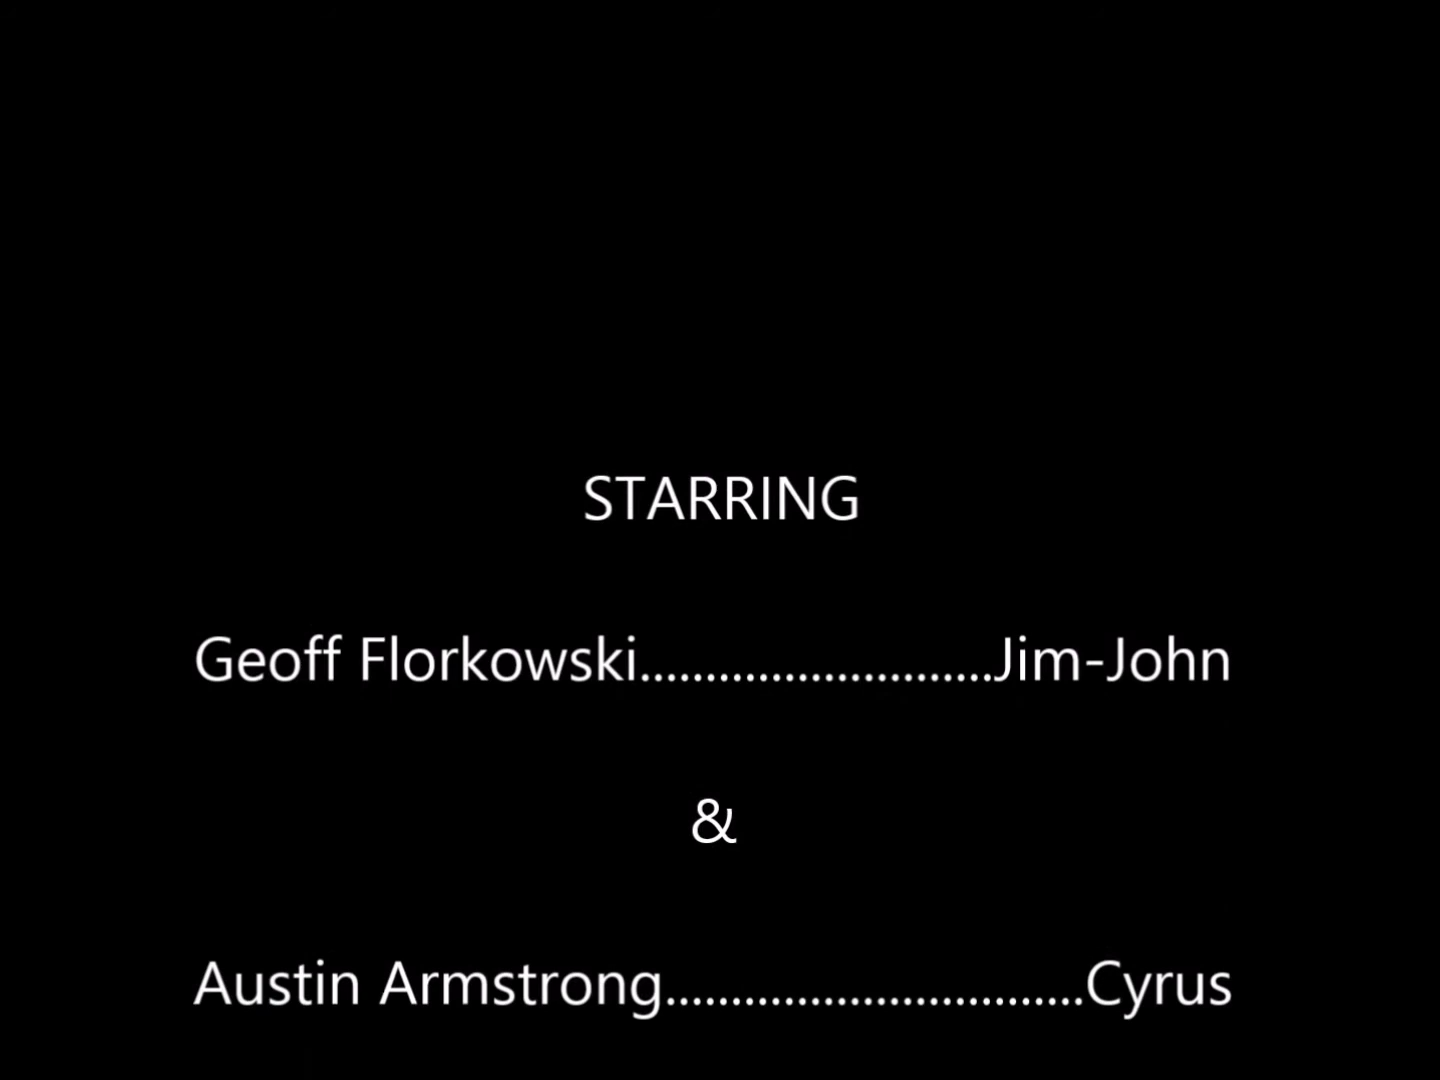 STARRING
Geoff Florkowski...........................Jim-John
&
Austin Armstrong................................Cyrus